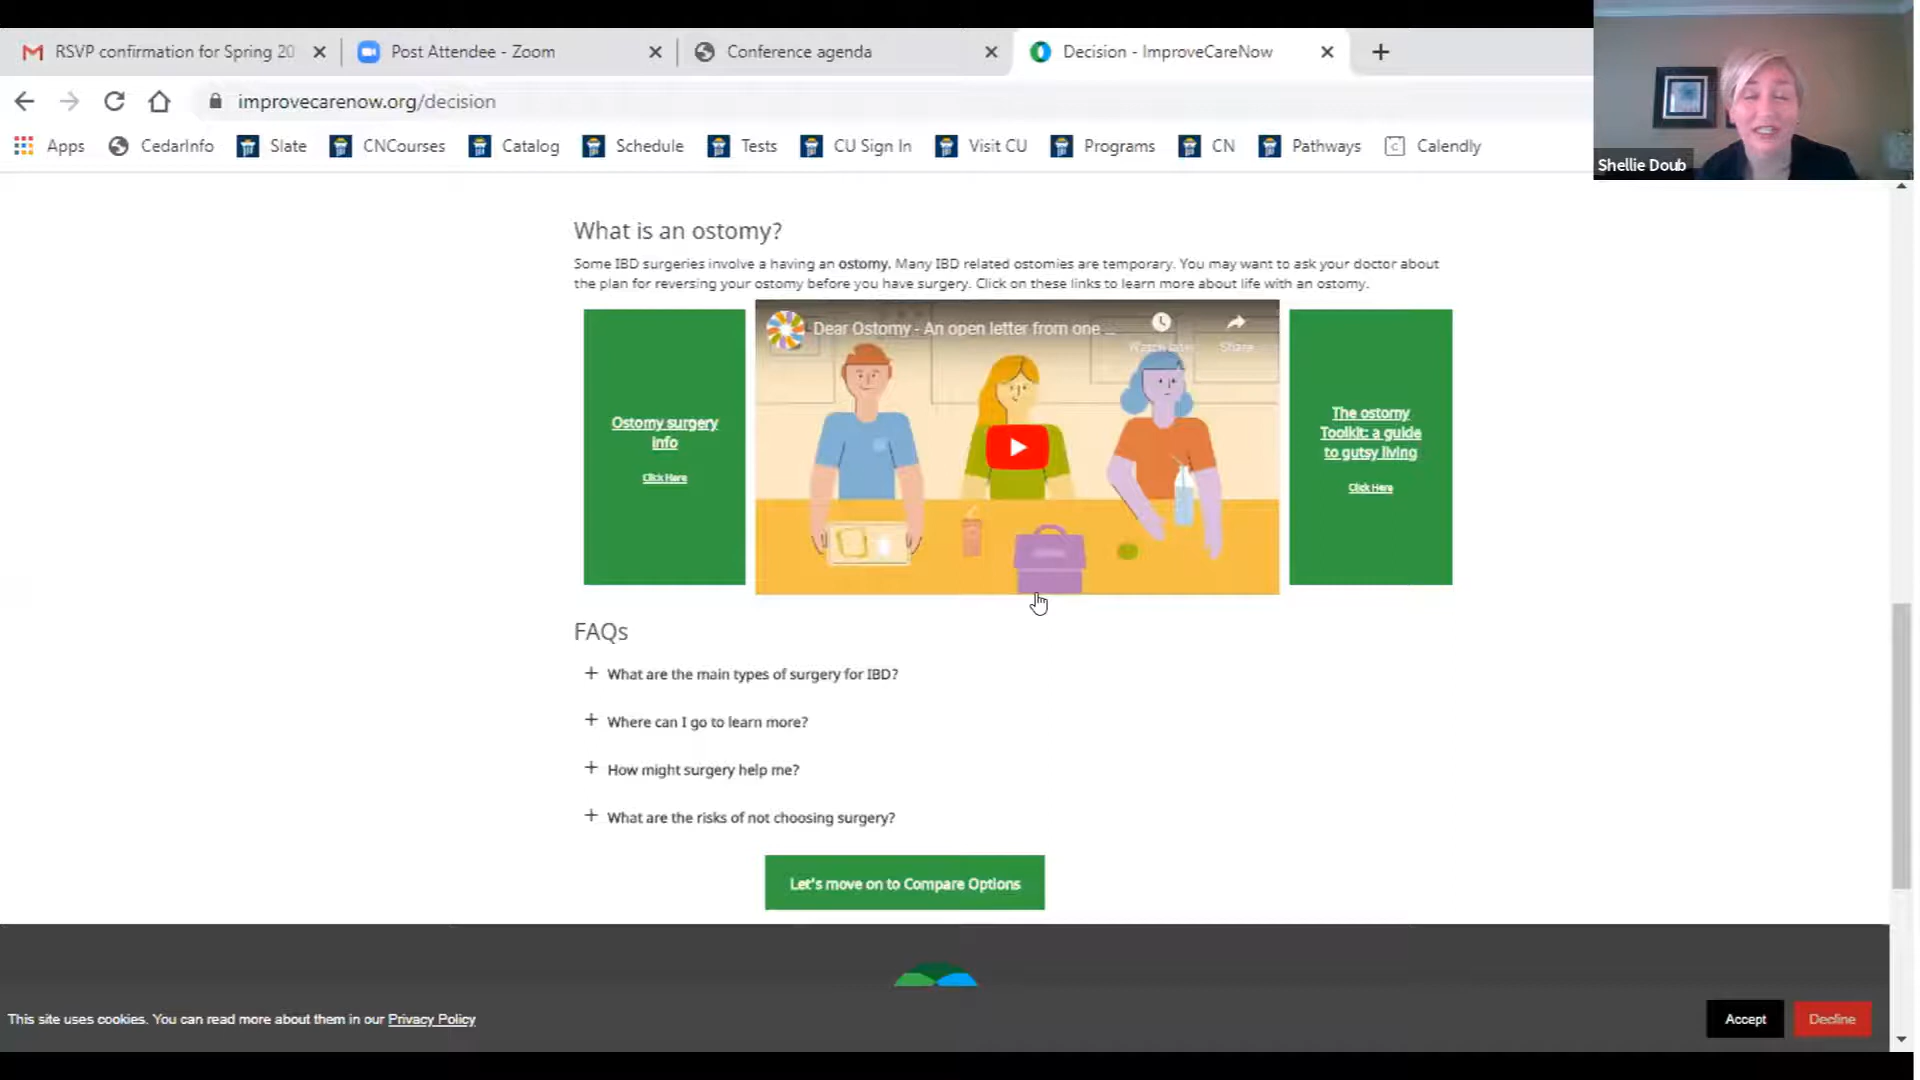 RSVP confirmation for Spring 20
Post Attendee - Zoom
Conference agenda
Decision - ImproveCareNow
improvecarenow.org/decision
Apps
CedarInfo
Slate
CNCourses
Catalog
Schedule
Tests
CU Sign In
Visit CU
Programs
CN
Pathways
Calendly
Shellie Doub
What is an ostomy?
Some IBD surgeries involve a having an ostomy. Many IBD related ostomies are temporary. You may want to ask your doctor about
the plan for reversing your ostomy before you have surgery. Click on these links to learn more about life with an ostomy.
Ostomy surgery
info
Click Here
Dear Ostomy - An open letter from one ...
Watch later
Share
The ostomy
Toolkit: a guide
to gutsy living
Click Here
FAQs
What are the main types of surgery for IBD?
Where can I go to learn more?
How might surgery help me?
What are the risks of not choosing surgery?
Let's move on to Compare Options
This site uses cookies. You can read more about them in our Privacy Policy
Accept
Decline